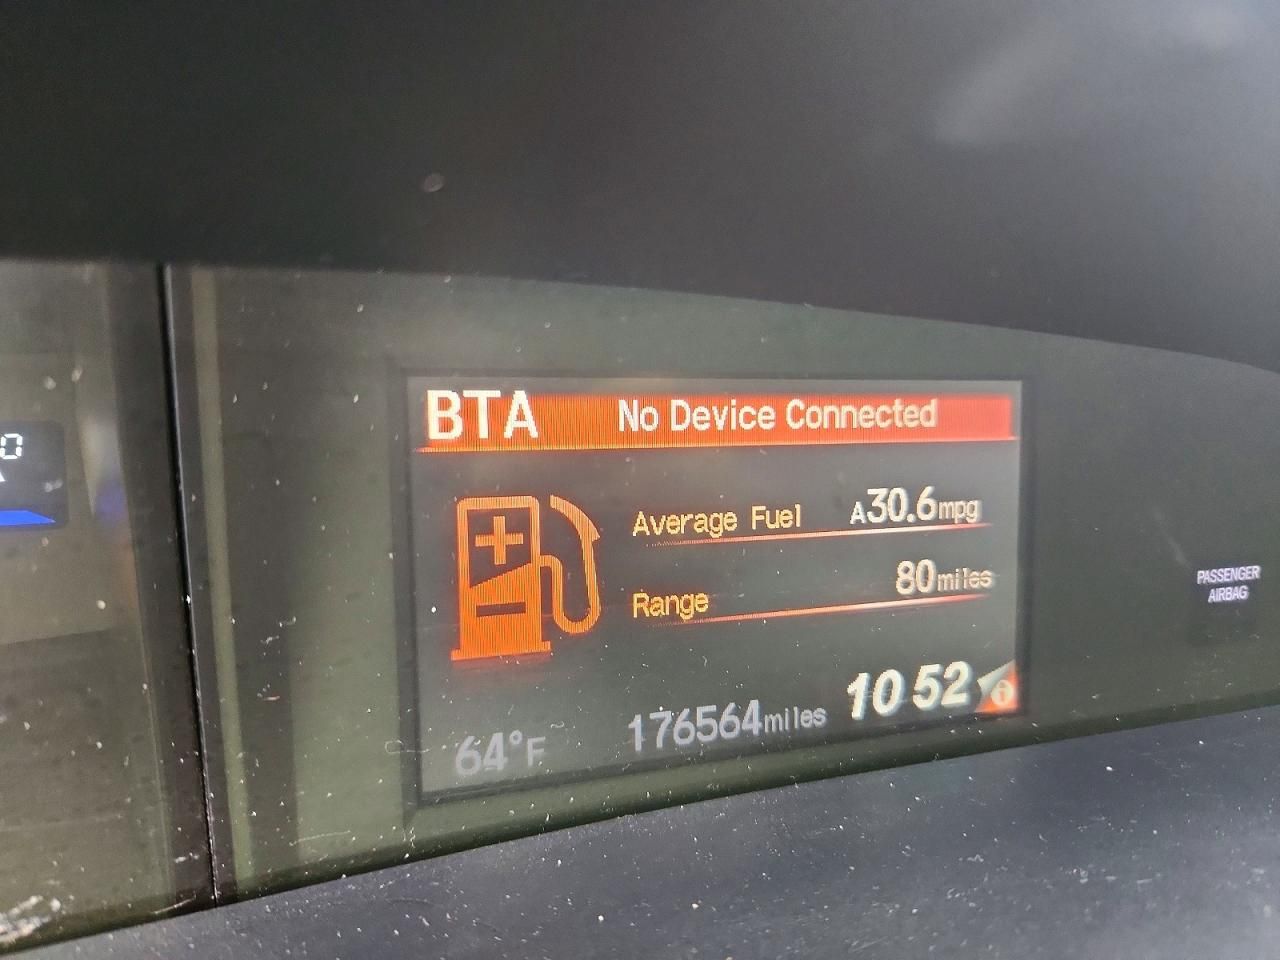 BTA No Device Connected
Average Fuel A30.6mpg
Range 80miles
64°F 176564miles 10 52
PASSENGER
AIRBAG